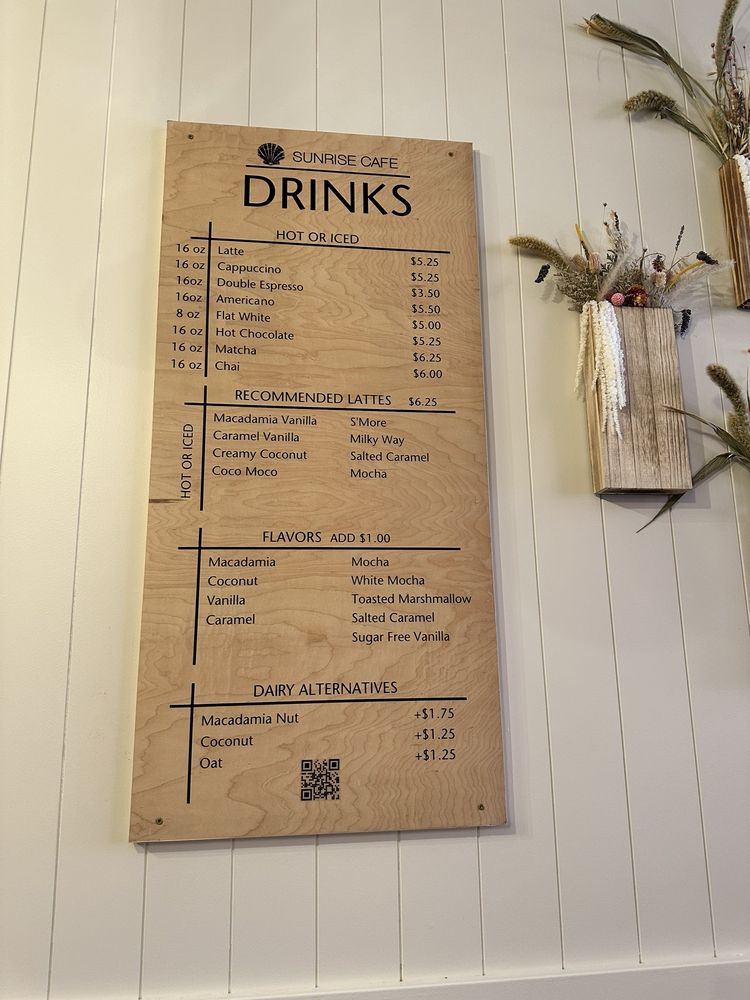 SUNRISE CAFE
DRINKS
HOT OR ICED
16 oz Latte $5.25
16 oz Cappuccino $5.25
16oz Double Espresso $3.50
16oz Americano $5.50
8 oz Flat White $5.00
16 oz Hot Chocolate $5.25
16 oz Matcha $6.25
16 oz Chai $6.00
RECOMMENDED LATTES $6.25
HOT OR ICED
Macadamia Vanilla S'More
Caramel Vanilla Milky Way
Creamy Coconut Salted Caramel
Coco Moco Mocha
FLAVORS ADD $1.00
Macadamia Mocha
Coconut White Mocha
Vanilla Toasted Marshmallow
Caramel Salted Caramel
Sugar Free Vanilla
DAIRY ALTERNATIVES
Macadamia Nut +$1.75
Coconut +$1.25
Oat +$1.25